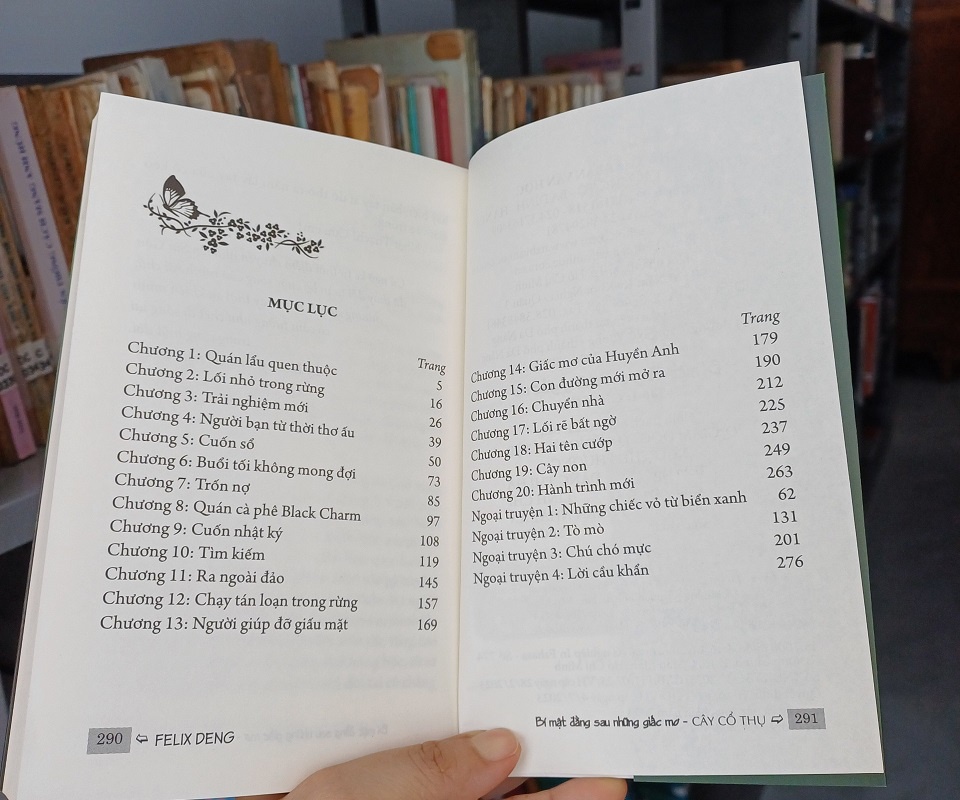 MỤC LỤC
Trang
Chương 1: Quán lẩu quen thuộc 5
Chương 2: Lối nhỏ trong rừng 16
Chương 3: Trải nghiệm mới 26
Chương 4: Người bạn từ thời thơ ấu 39
Chương 5: Cuốn sổ 50
Chương 6: Buổi tối không mong đợi 73
Chương 7: Trốn nợ 85
Chương 8: Quán cà phê Black Charm 97
Chương 9: Cuốn nhật ký 108
Chương 10: Tìm kiếm 119
Chương 11: Ra ngoài đảo 145
Chương 12: Chạy tán loạn trong rừng 157
Chương 13: Người giúp đỡ giấu mặt 169
290 FELIX DENG
Trang
Chương 14: Giấc mơ của Huyền Anh 179
Chương 15: Con đường mới mở ra 190
Chương 16: Chuyển nhà 212
Chương 17: Lối rẽ bất ngờ 225
Chương 18: Hai tên cướp 237
Chương 19: Cây non 249
Chương 20: Hành trình mới 263
Ngoại truyện 1: Những chiếc vỏ từ biển xanh 62
Ngoại truyện 2: Tò mò 131
Ngoại truyện 3: Chú chó mực 201
Ngoại truyện 4: Lời cầu khẩn 276
Bí mật đằng sau những giấc mơ - CÂY CỔ THỤ 291